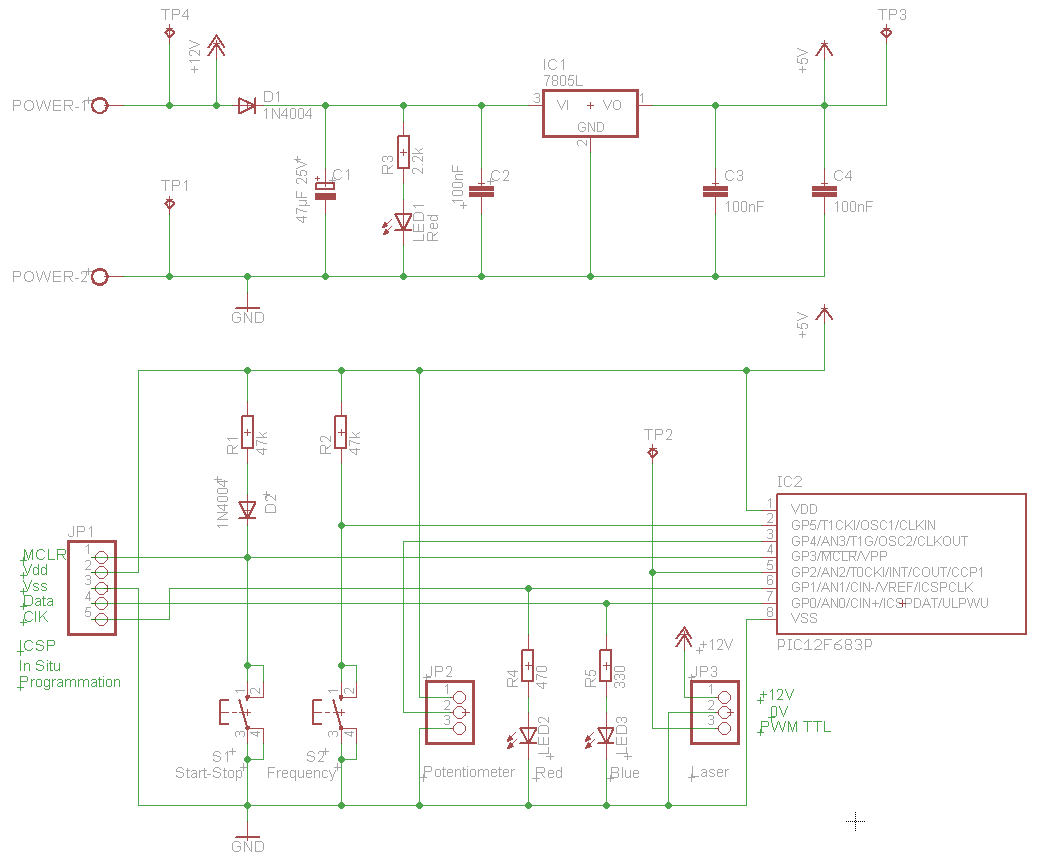 TP4
TP3
+12V
+5V
IC1
7805L
POWER-1
D1
1N4004
3
VI
VO
1
GND
2
R3
2.2k
47µF 25V
C1
100nF
C2
C3
100nF
C4
100nF
TP1
LED1
Red
POWER-2
GND
+5V
R1
47k
R2
47k
TP2
1N4004
D2
IC2
1
VDD
2
GP5/T1CKI/OSC1/CLKIN
3
GP4/AN3/T1G/OSC2/CLKOUT
4
GP3/MCLR/VPP
5
GP2/AN2/T0CKI/INT/COUT/CCP1
6
GP1/AN1/CIN-/VREF/ICSPCLK
7
GP0/AN0/CIN+/ICSPDAT/ULPWU
8
VSS
PIC12F683P
JP1
MCLR
1
Vdd
2
Vss
3
Data
4
ClK
5
ICSP
In Situ
Programmation
1
2
3
4
S1
Start-Stop
1
2
3
4
S2
Frequency
JP2
1
2
3
Potentiometer
R4
470
LED2
Red
R5
330
LED3
Blue
+12V
JP3
1
2
3
Laser
+12V
0V
PWM TTL
GND